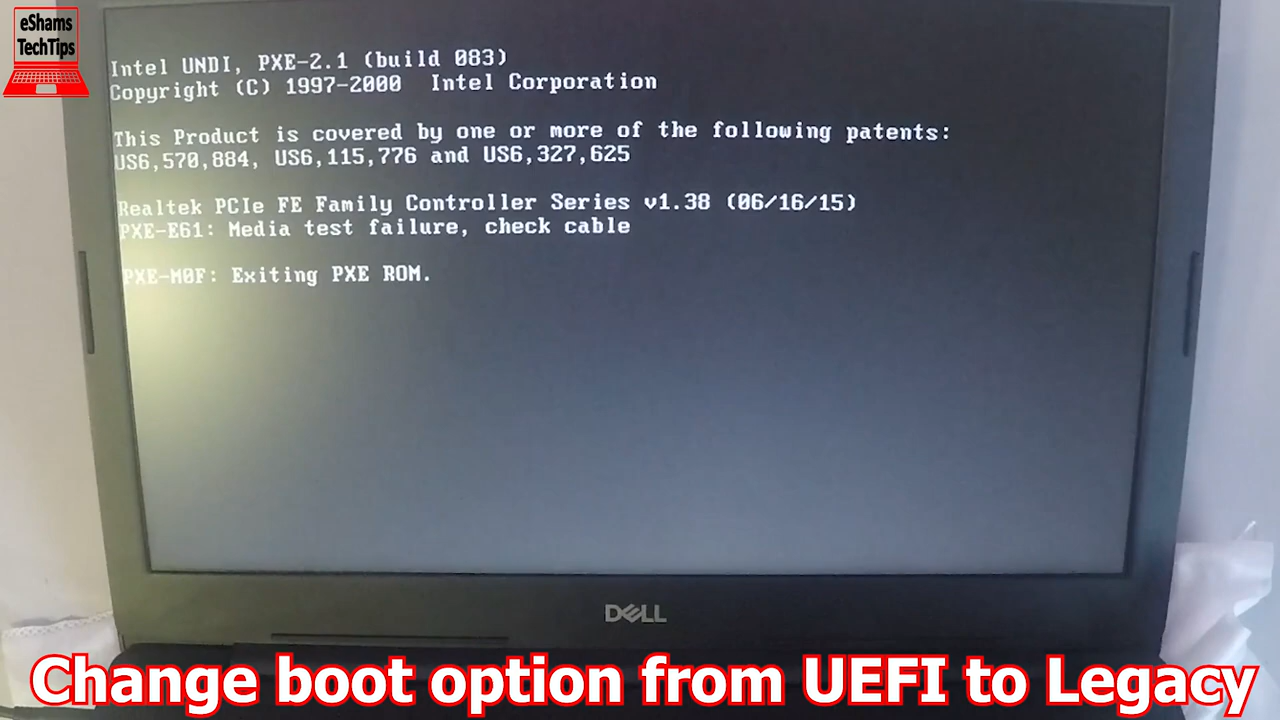 eShams
TechTips
Intel UNDI, PXE-2.1 (build 083)
Copyright (C) 1997-2000  Intel Corporation
This Product is covered by one or more of the following patents:
US6,570,884, US6,115,776 and US6,327,625
Realtek PCIe FE Family Controller Series v1.38 (06/16/15)
PXE-E61: Media test failure, check cable
PXE-M0F: Exiting PXE ROM.
DELL
Change boot option from UEFI to Legacy